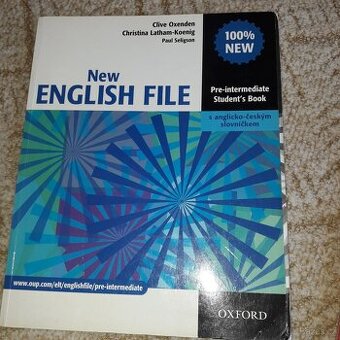 Clive Oxenden
Christina Latham-Koenig
Paul Seligson
100%
NEW
New
ENGLISH FILE
Pre-intermediate
Student's Book
s anglicko-českým
slovníčkem
www.oup.com/elt/englishfile/pre-intermediate
OXFORD